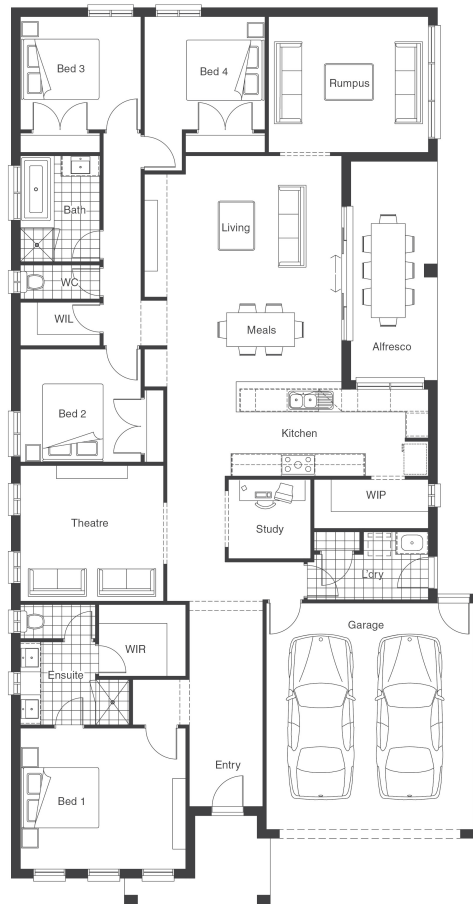 Bed 3
Bed 4
Rumpus
Bath
Living
WC
WIL
Meals
Alfresco
Bed 2
Kitchen
WIP
Theatre
Study
L'dry
Garage
WIR
Ensuite
Entry
Bed 1